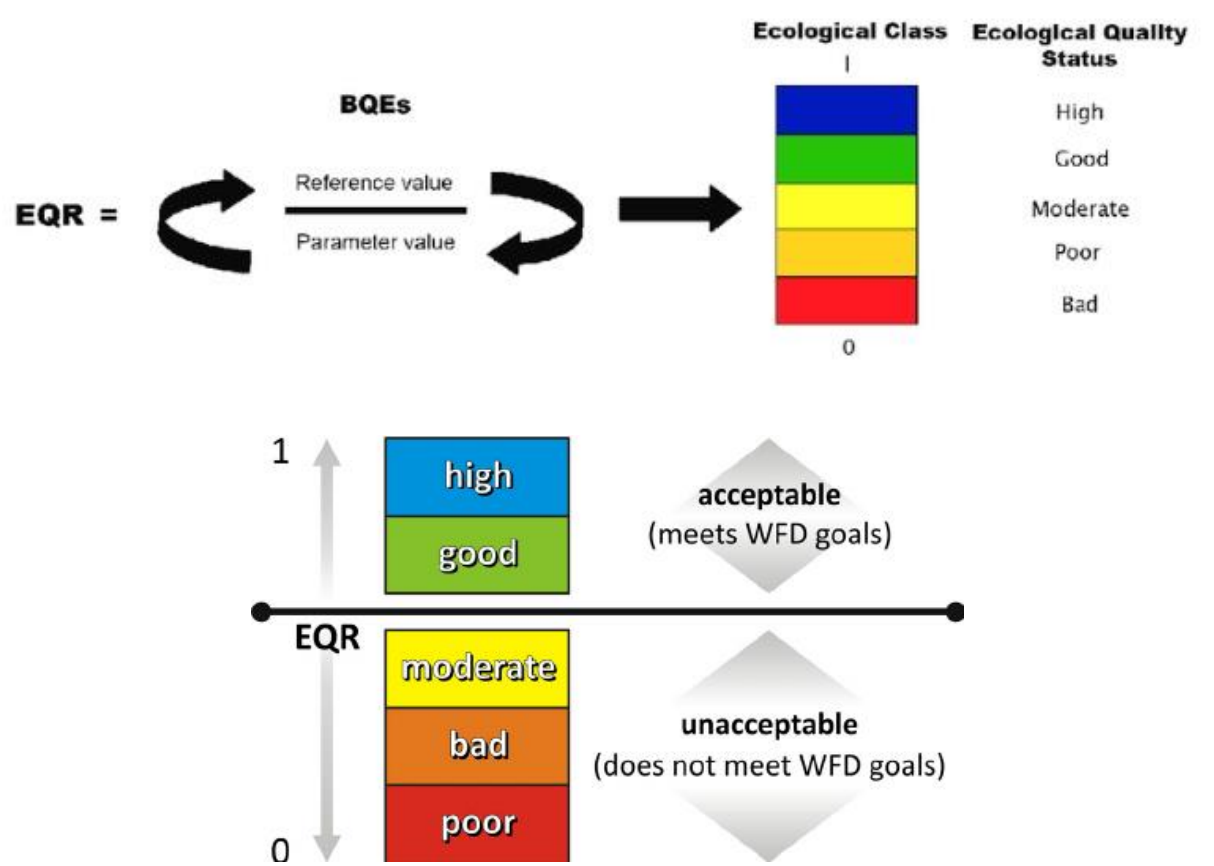 Ecological Class
Ecological Quality
Status
I
BQEs
High
Good
EQR =
Reference value
Parameter value
Moderate
Poor
Bad
0
1
high
good
acceptable
(meets WFD goals)
EQR
moderate
bad
poor
unacceptable
(does not meet WFD goals)
0